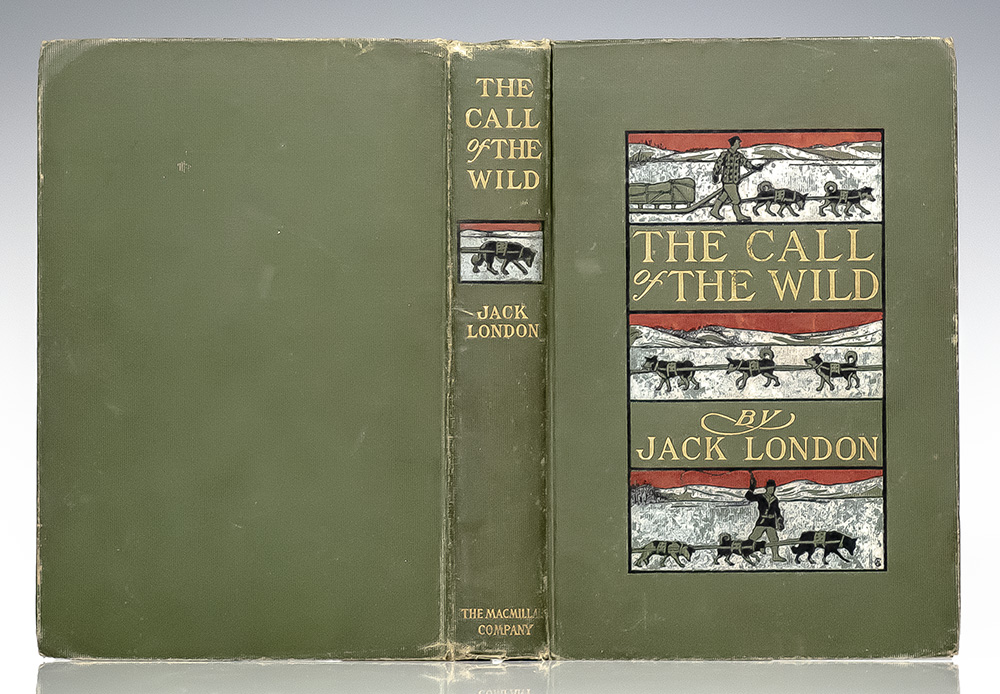 THE
CALL
of THE
WILD
JACK
LONDON
THE MACMILLAN
COMPANY
THE CALL
of THE WILD
BY
JACK LONDON